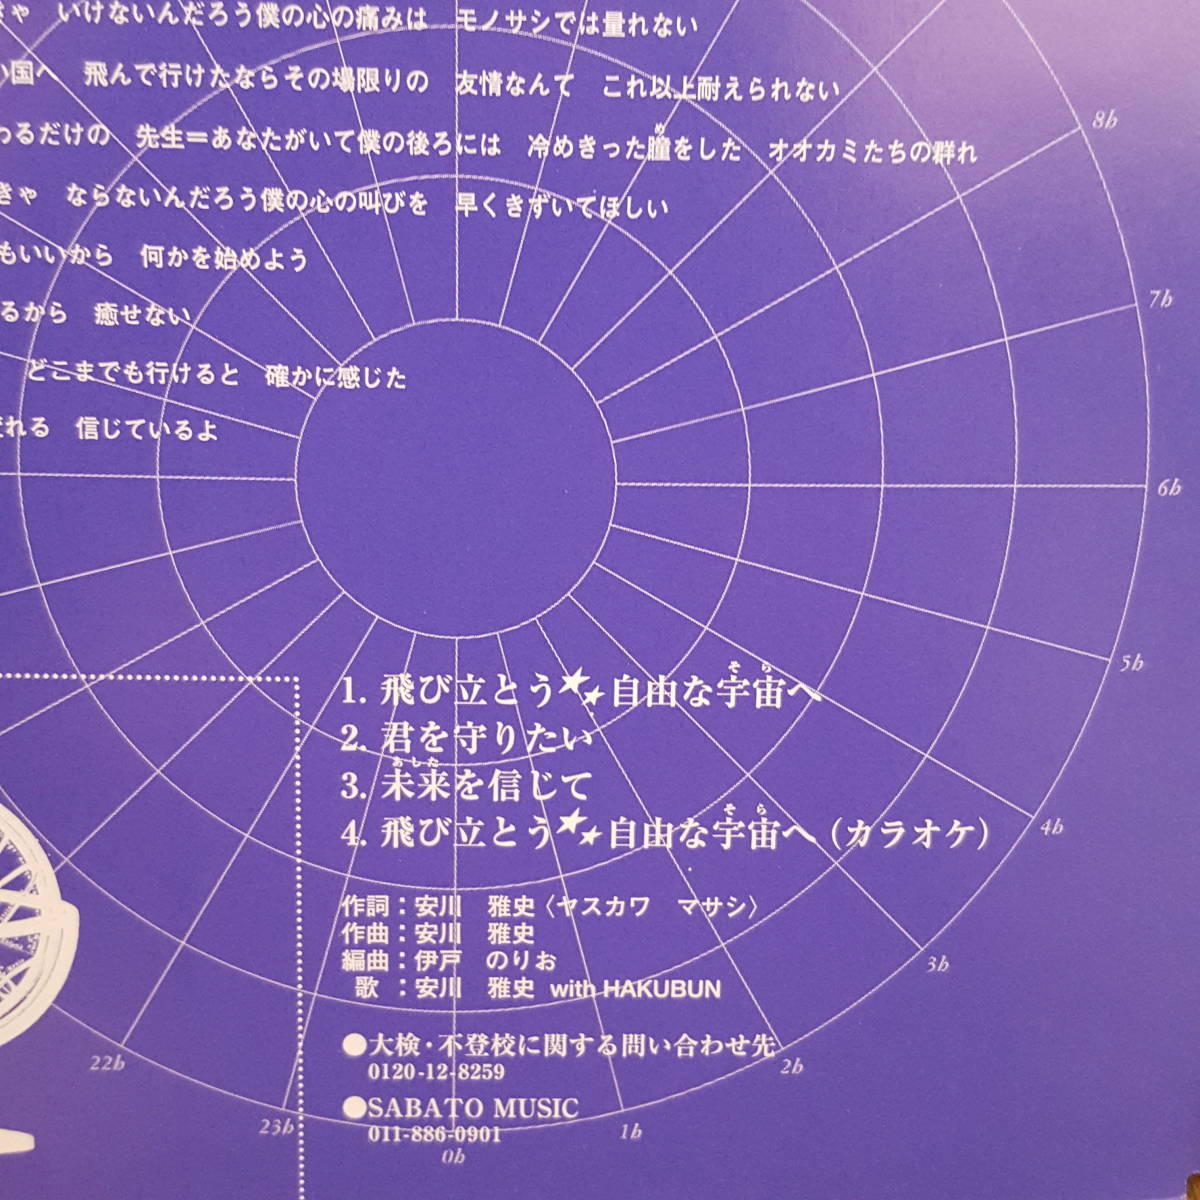 いけないんだろう僕の心の痛みは　モノサシでは量れない
国へ　飛んで行けたならその場限りの　友情なんて　これ以上耐えられない
わるだけの　先生＝あなたがいて僕の後ろには　冷めきった瞳をした　オオカミたちの群れ
め
きゃ　ならないんだろう僕の心の叫びを　早くきずいてほしい
もいいから　何かを始めよう
るから　癒せない
どこまでも行けると　確かに感じた
れる　信じているよ
8h
7h
6h
5h
4h
3h
2h
1h
0h
23h
22h
1. 飛び立とう★★自由な宇宙へ
そら
2. 君を守りたい
3. 未来を信じて
あした
4. 飛び立とう★★自由な宇宙へ（カラオケ）
そら
作詞：安川　雅史〈ヤスカワ　マサシ〉
作曲：安川　雅史
編曲：伊戸　のりお
歌　：安川　雅史 with HAKUBUN
●大検・不登校に関する問い合わせ先
0120-12-8259
●SABATO MUSIC
011-886-0901